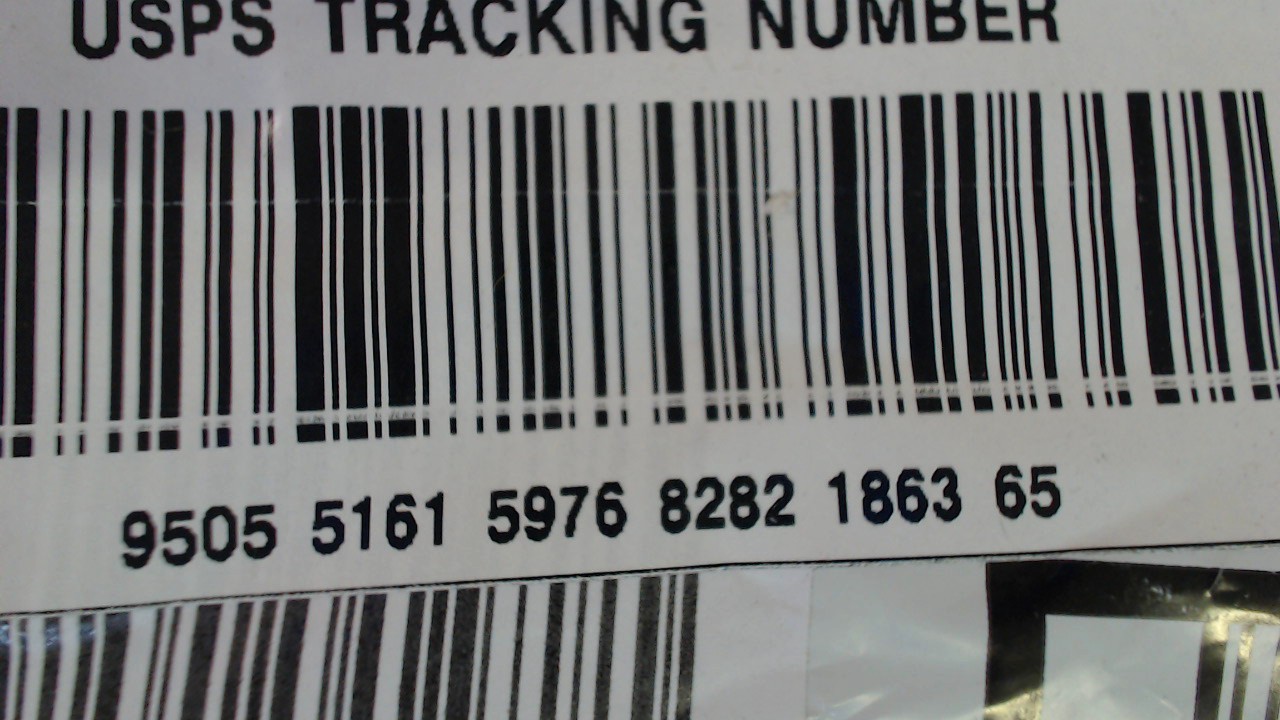 USPS TRACKING NUMBER
9505 5161 5976 8282 1863 65